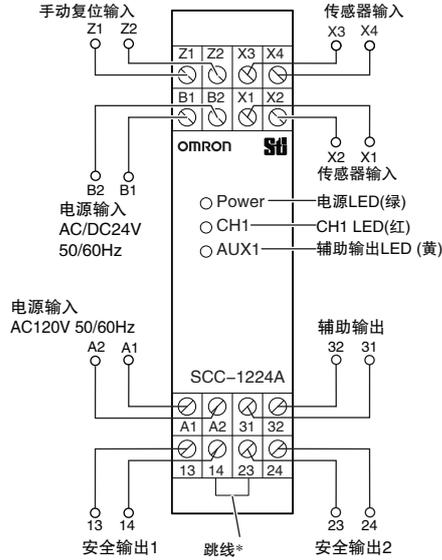 手动复位输入
Z1 Z2
传感器输入
X3 X4
Z1 Z2 X3 X4
B1 B2 X1 X2
OMRON Sti
B2 B1
电源输入
AC/DC24V
50/60Hz
X2 X1
传感器输入
Power 电源LED(绿)
CH1 CH1 LED(红)
AUX1 辅助输出LED (黄)
电源输入
AC120V 50/60Hz
A2 A1
辅助输出
32 31
SCC-1224A
A1 A2 31 32
13 14 23 24
13 14
安全输出1
跳线*
23 24
安全输出2